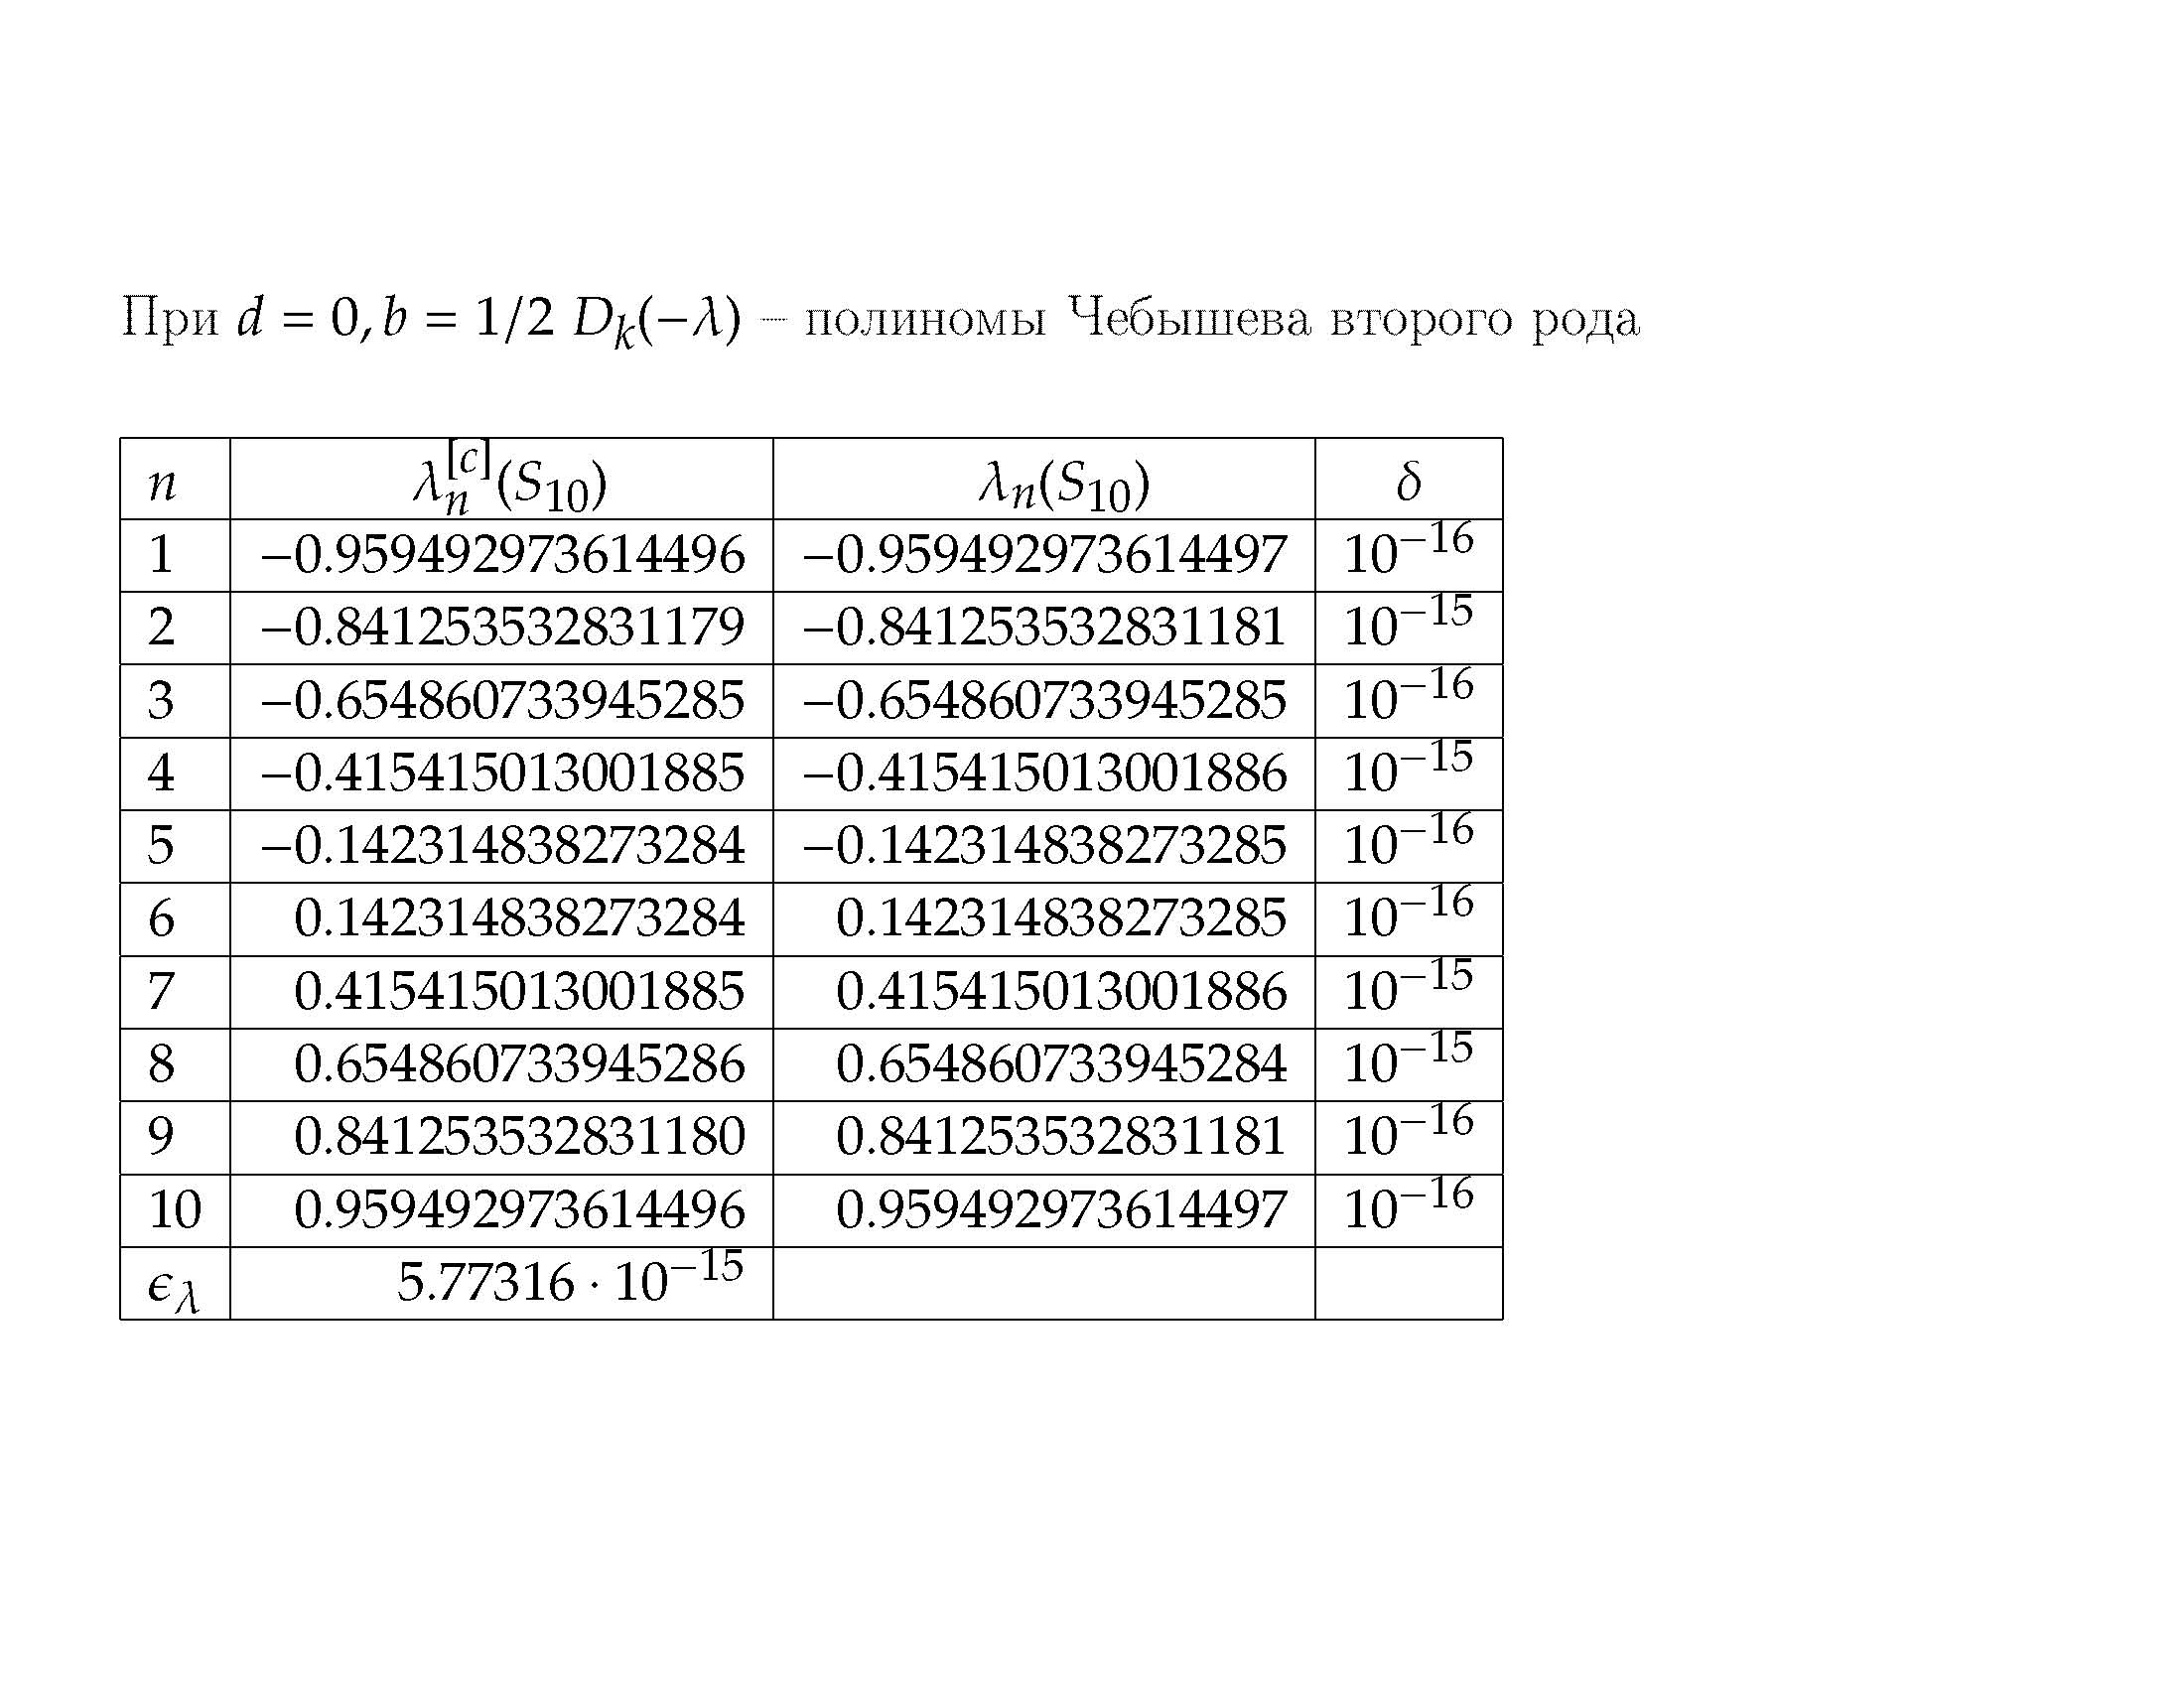 При d = 0, b = 1/2 D_k(−λ) – полиномы Чебышева второго рода
n λ_n^{[c]}(S_{10}) λ_n(S_{10}) δ
1 −0.959492973614496 −0.959492973614497 10^{−16}
2 −0.841253532831179 −0.841253532831181 10^{−15}
3 −0.654860733945285 −0.654860733945285 10^{−16}
4 −0.415415013001885 −0.415415013001886 10^{−15}
5 −0.142314838273284 −0.142314838273285 10^{−16}
6 0.142314838273284 0.142314838273285 10^{−16}
7 0.415415013001885 0.415415013001886 10^{−15}
8 0.654860733945286 0.654860733945284 10^{−15}
9 0.841253532831180 0.841253532831181 10^{−16}
10 0.959492973614496 0.959492973614497 10^{−16}
ϵ_λ 5.77316 · 10^{−15}